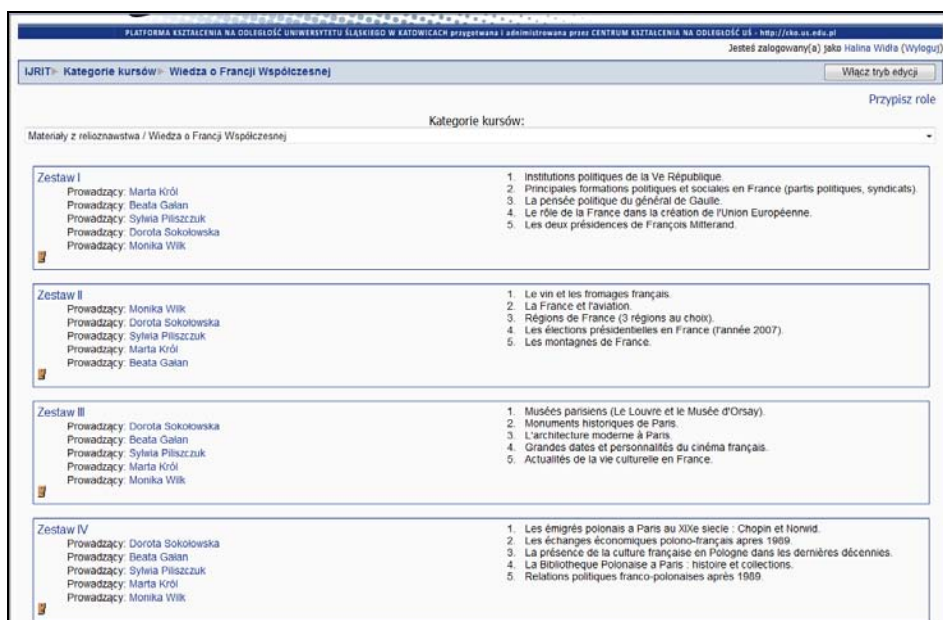 PLATFORMA KSZTAŁCENIA NA ODLEGŁOŚĆ UNIWERSYTETU ŚLĄSKIEGO W KATOWICACH przygotwana i administrowana przez CENTRUM KSZTAŁCENIA NA ODLEGŁOŚĆ UŚ - http://cko.us.edu.pl
Jesteś zalogowany(a) jako Halina Widła (Wyloguj)
IJRIT► Kategorie kursów► Wiedza o Francji Współczesnej
Włącz tryb edycji
Przypisz role
Kategorie kursów:
Materiały z relioznawstwa / Wiedza o Francji Współczesnej
Zestaw I
Prowadzący: Marta Król
Prowadzący: Beata Gałan
Prowadzący: Sylwia Piliszczuk
Prowadzący: Dorota Sokołowska
Prowadzący: Monika Wilk
1. Institutions politiques de la Ve République.
2. Principales formations politiques et sociales en France (partis politiques, syndicats).
3. La pensée politique du général de Gaulle.
4. Le rôle de la France dans la création de l'Union Européenne.
5. Les deux présidences de François Mitterand.
Zestaw II
Prowadzący: Monika Wilk
Prowadzący: Dorota Sokołowska
Prowadzący: Sylwia Piliszczuk
Prowadzący: Marta Król
Prowadzący: Beata Gałan
1. Le vin et les fromages français.
2. La France et l'aviation.
3. Régions de France (3 régions au choix).
4. Les élections présidentielles en France (l'année 2007).
5. Les montagnes de France.
Zestaw III
Prowadzący: Dorota Sokołowska
Prowadzący: Beata Gałan
Prowadzący: Sylwia Piliszczuk
Prowadzący: Marta Król
Prowadzący: Monika Wilk
1. Musées parisiens (Le Louvre et le Musée d'Orsay).
2. Monuments historiques de Paris.
3. L'architecture moderne à Paris.
4. Grandes dates et personnalités du cinéma français.
5. Actualités de la vie culturelle en France.
Zestaw IV
Prowadzący: Dorota Sokołowska
Prowadzący: Beata Gałan
Prowadzący: Sylwia Piliszczuk
Prowadzący: Marta Król
Prowadzący: Monika Wilk
1. Les émigrés polonais a Paris au XIXe siecle : Chopin et Norwid.
2. Les échanges économiques polono-français apres 1989.
3. La présence de la culture française en Pologne dans les dernières décennies.
4. La Bibliotheque Polonaise a Paris : histoire et collections.
5. Relations politiques franco-polonaises après 1989.